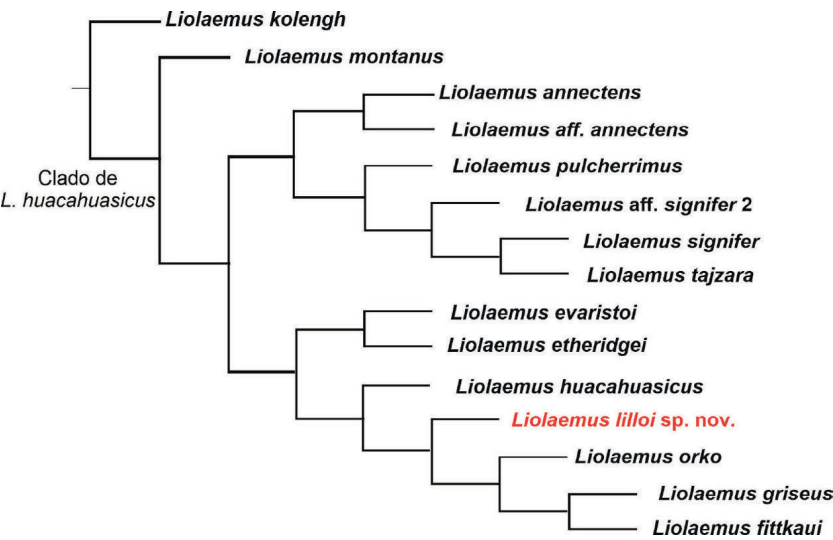 Liolaemus kolengh
Liolaemus montanus
Liolaemus annectens
Liolaemus aff. annectens
Clado de
L. huacahuasicus
Liolaemus pulcherrimus
Liolaemus aff. signifer 2
Liolaemus signifer
Liolaemus tajzara
Liolaemus evaristoi
Liolaemus etheridgei
Liolaemus huacahuasicus
Liolaemus lilloi sp. nov.
Liolaemus orko
Liolaemus griseus
Liolaemus fittkaui